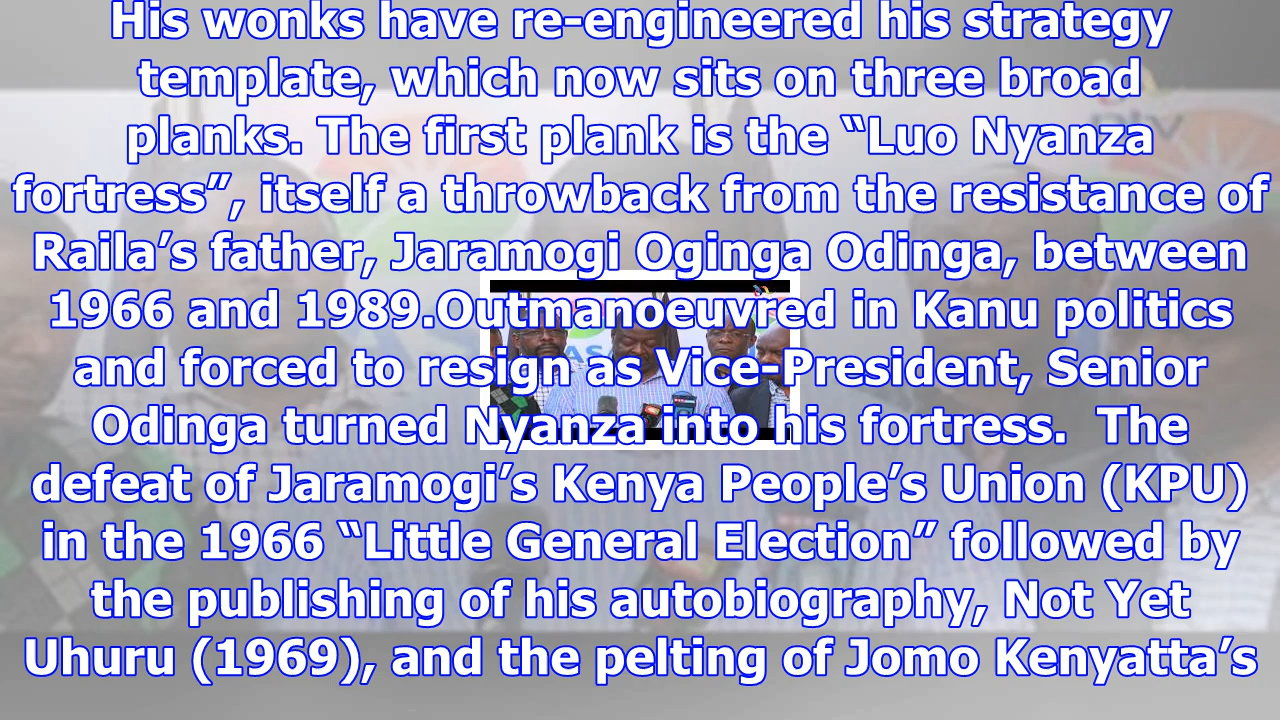 His wonks have re-engineered his strategy
template, which now sits on three broad
planks. The first plank is the “Luo Nyanza
fortress”, itself a throwback from the resistance of
Raila’s father, Jaramogi Oginga Odinga, between
1966 and 1989.Outmanoeuvred in Kanu politics
and forced to resign as Vice-President, Senior
Odinga turned Nyanza into his fortress.  The
defeat of Jaramogi’s Kenya People’s Union (KPU)
in the 1966 “Little General Election” followed by
the publishing of his autobiography, Not Yet
Uhuru (1969), and the pelting of Jomo Kenyatta’s